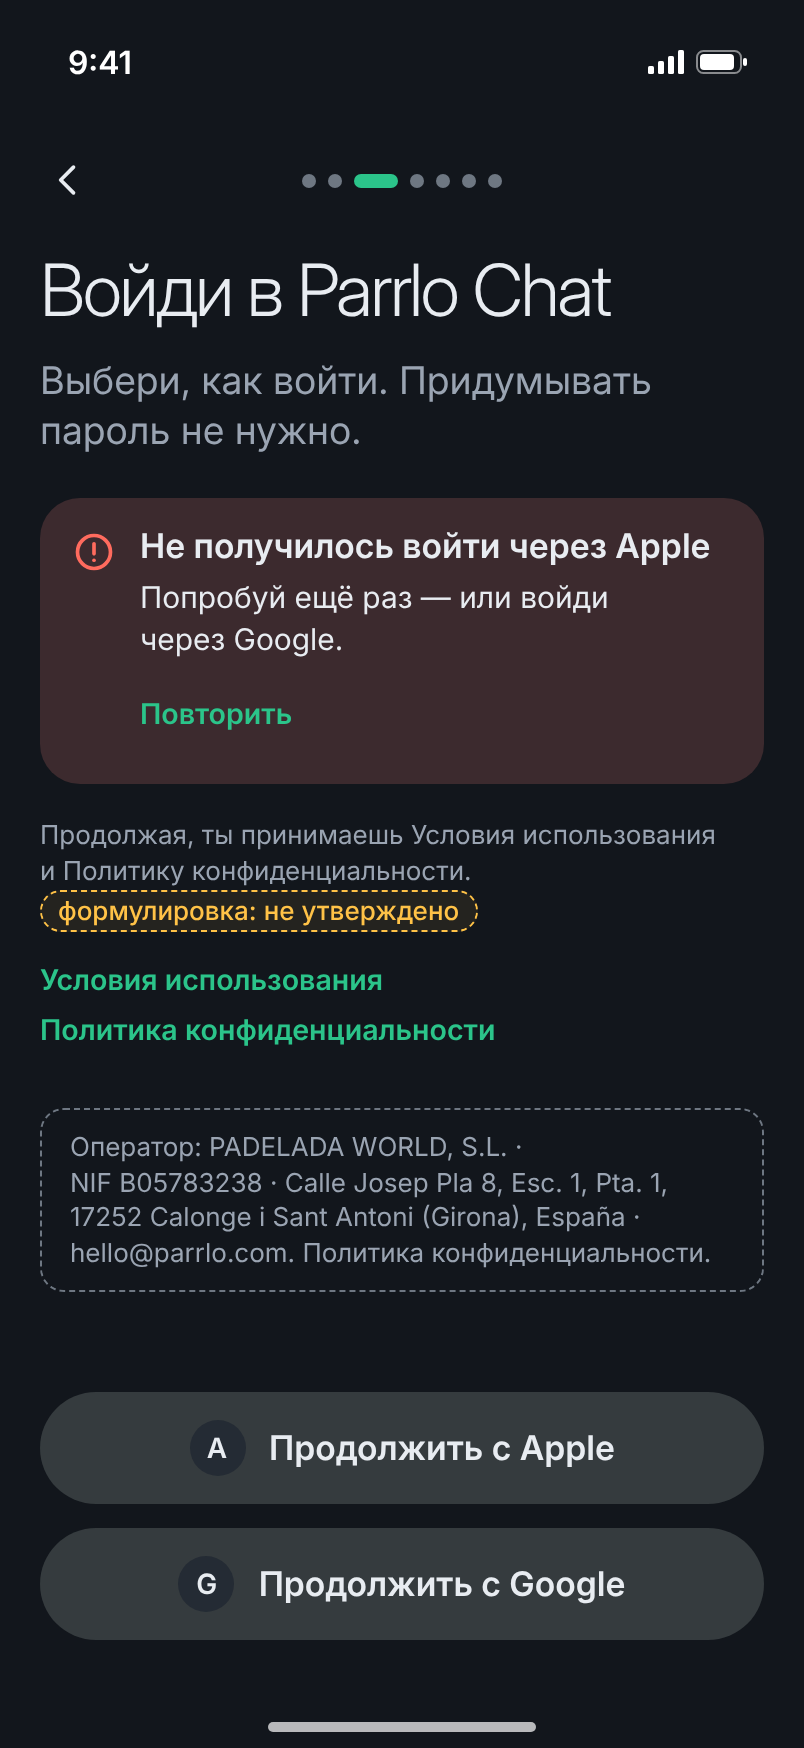 9:41
Войди в Parrlo Chat
Выбери, как войти. Придумывать
пароль не нужно.
Не получилось войти через Apple
Попробуй ещё раз — или войди
через Google.
Повторить
Продолжая, ты принимаешь Условия использования
и Политику конфиденциальности.
формулировка: не утверждено
Условия использования
Политика конфиденциальности
Оператор: PADELADA WORLD, S.L. ·
NIF B05783238 · Calle Josep Pla 8, Esc. 1, Pta. 1,
17252 Calonge i Sant Antoni (Girona), España ·
hello@parrlo.com. Политика конфиденциальности.
A Продолжить с Apple
G Продолжить с Google